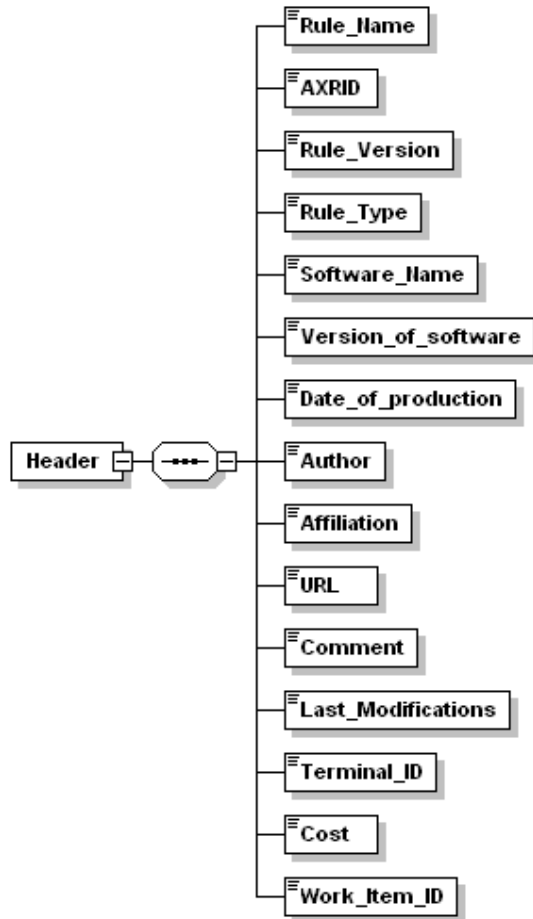 Rule_Name
AXRID
Rule_Version
Rule_Type
Software_Name
Version_of_software
Date_of_production
Header
Author
Affiliation
URL
Comment
Last_Modifications
Terminal_ID
Cost
Work_Item_ID